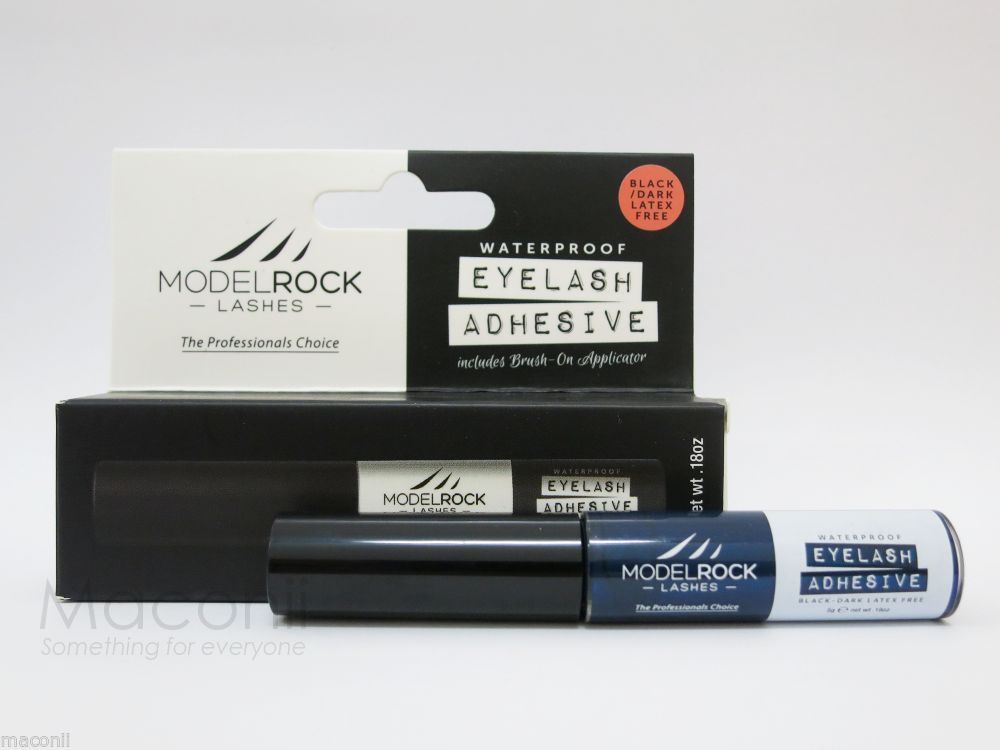 MODELROCK
— LASHES —
The Professionals Choice
BLACK
/DARK
LATEX
FREE
WATERPROOF
EYELASH
ADHESIVE
includes Brush-On Applicator
MODELROCK
LASHES
WATERPROOF
EYELASH
ADHESIVE
et wt .18oz
MODELROCK
— LASHES —
The Professionals Choice
WATERPROOF
EYELASH
ADHESIVE
BLACK-DARK LATEX FREE
5g e net wt .18oz
Maconii
Something for everyone
maconii